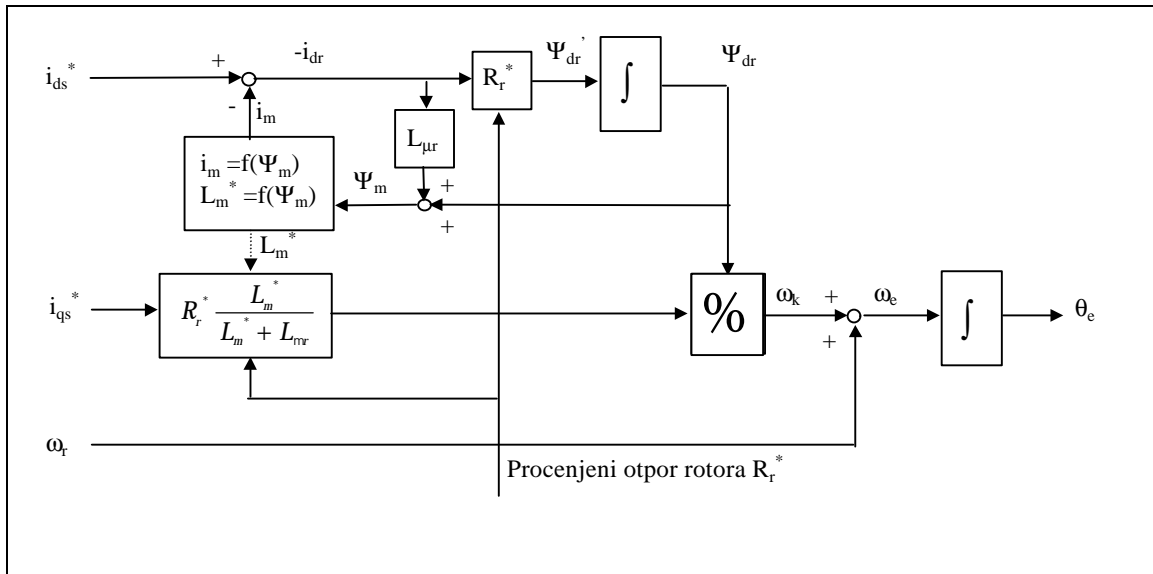 i_ds^*
+
-i_dr
R_r^*
Ψ_dr^’
∫
Ψ_dr
-
i_m
L_μr
i_m =f(Ψ_m)
L_m^* =f(Ψ_m)
Ψ_m
+
+
L_m^*
i_qs^*
R_r^* L_m^* / (L_m^* + L_mr)
%
ω_k
+
+
ω_e
∫
θ_e
ω_r
Procenjeni otpor rotora R_r^*